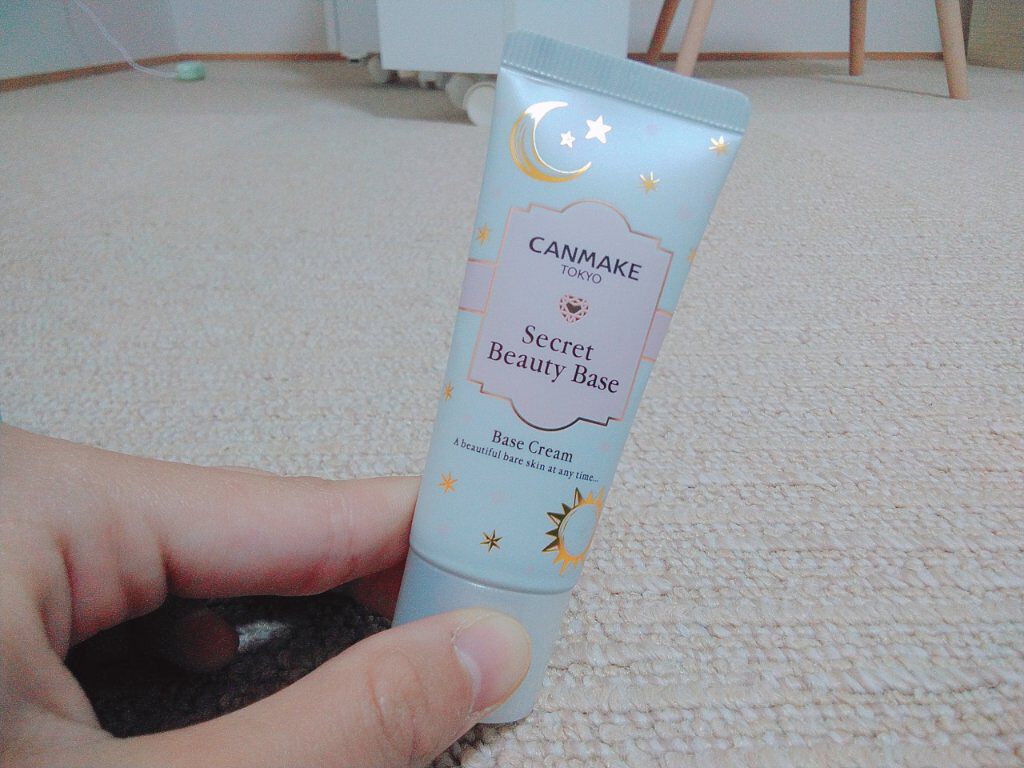 CANMAKE
TOKYO
Secret
Beauty Base
Base Cream
A beautiful bare skin at any time...